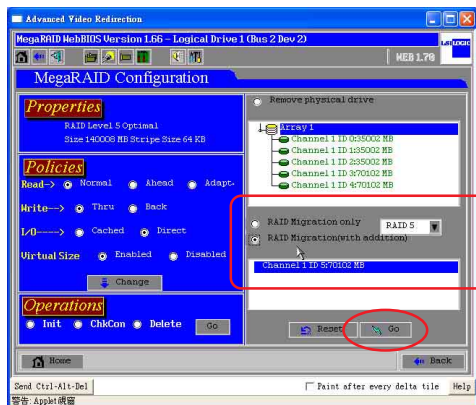 Advanced Video Redirection
MegaRAID WebBIOS Version 1.66 - Logical Drive 1 (Bus 2 Dev 2)
LSI LOGIC
WEB 1.70
MegaRAID Configuration
Properties
RAID Level 5 Optimal
Size 140008 MB Stripe Size 64 KB
Policies
Read-> Normal Ahead Adapt-
Write--> Thru Back
I/O----> Cached Direct
Virtual Size Enabled Disabled
Change
Operations
Init ChkCon Delete Go
Remove physical drive
Array 1
Channel 1 ID 0:35002 MB
Channel 1 ID 1:35002 MB
Channel 1 ID 2:35002 MB
Channel 1 ID 3:70102 MB
Channel 1 ID 4:70102 MB
RAID Migration only RAID 5
RAID Migration(with addition)
Channel 1 ID 5:70102 MB
Reset Go
Home Back
Send Ctrl-Alt-Del Paint after every delta tile Help
警告: Applet 視窗